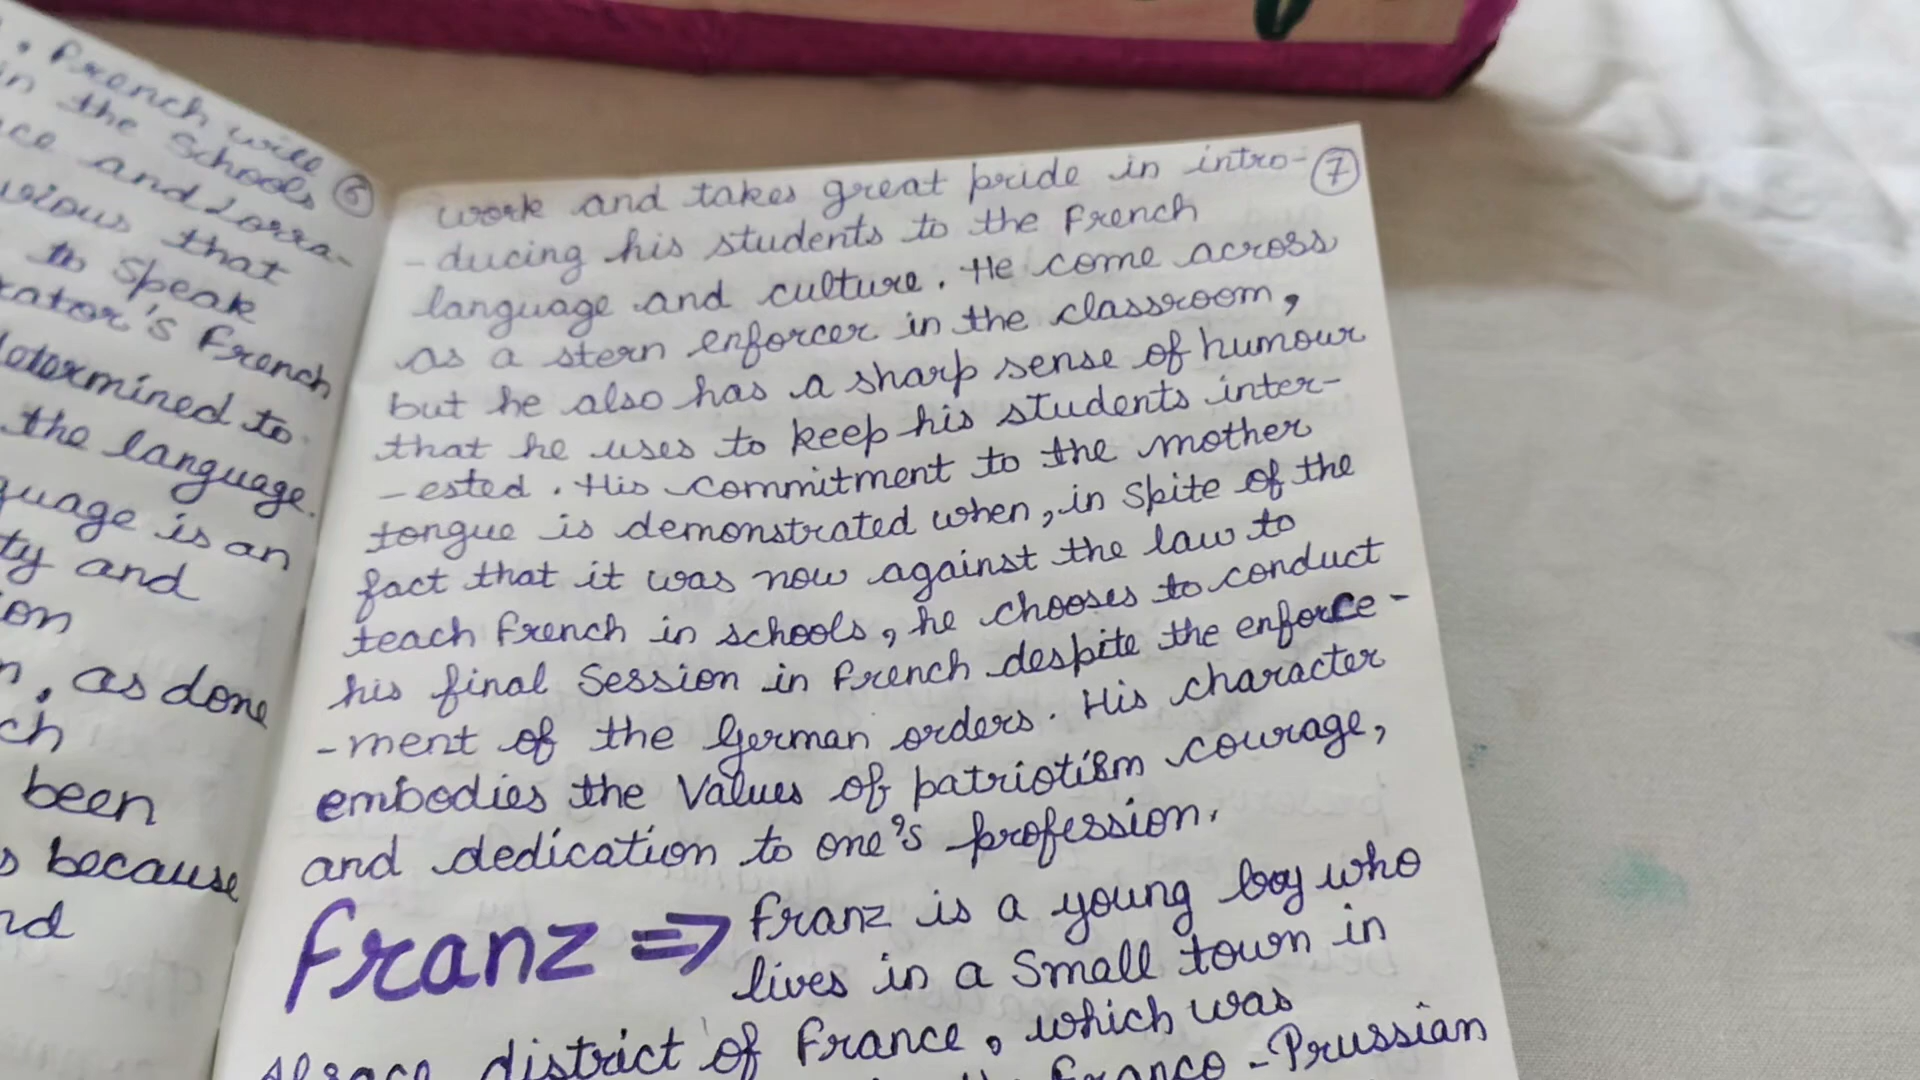 , French will
in the Schools
ce and Lorra-
vious that
to speak
rator's French
determined to
the language.
guage is an
ty and
ion
n, as done
ch
been
s because
nd
6
7
work and takes great pride in intro-
-ducing his students to the French
language and culture. He come across
as a stern enforcer in the classroom,
but he also has a sharp sense of humour
that he uses to keep his students inter-
-ested. His commitment to the mother
tongue is demonstrated when, in spite of the
fact that it was now against the law to
teach French in schools, he chooses to conduct
his final Session in French despite the enforce-
-ment of the German orders. His character
embodies the Values of patriotism courage,
and dedication to one's profession.
Franz ⇒ Franz is a young boy who
lives in a Small town in
Alsace district of France, which was
Franco-Prussian